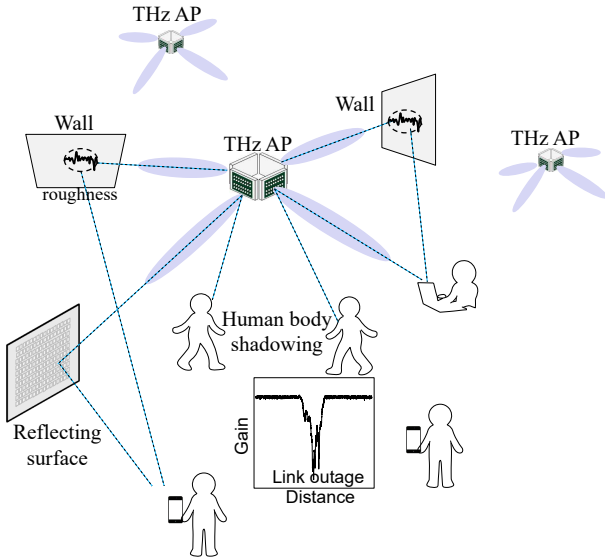 THz AP
Wall
THz AP
Wall
THz AP
roughness
Human body
shadowing
Reflecting
surface
Gain
Link outage
Distance